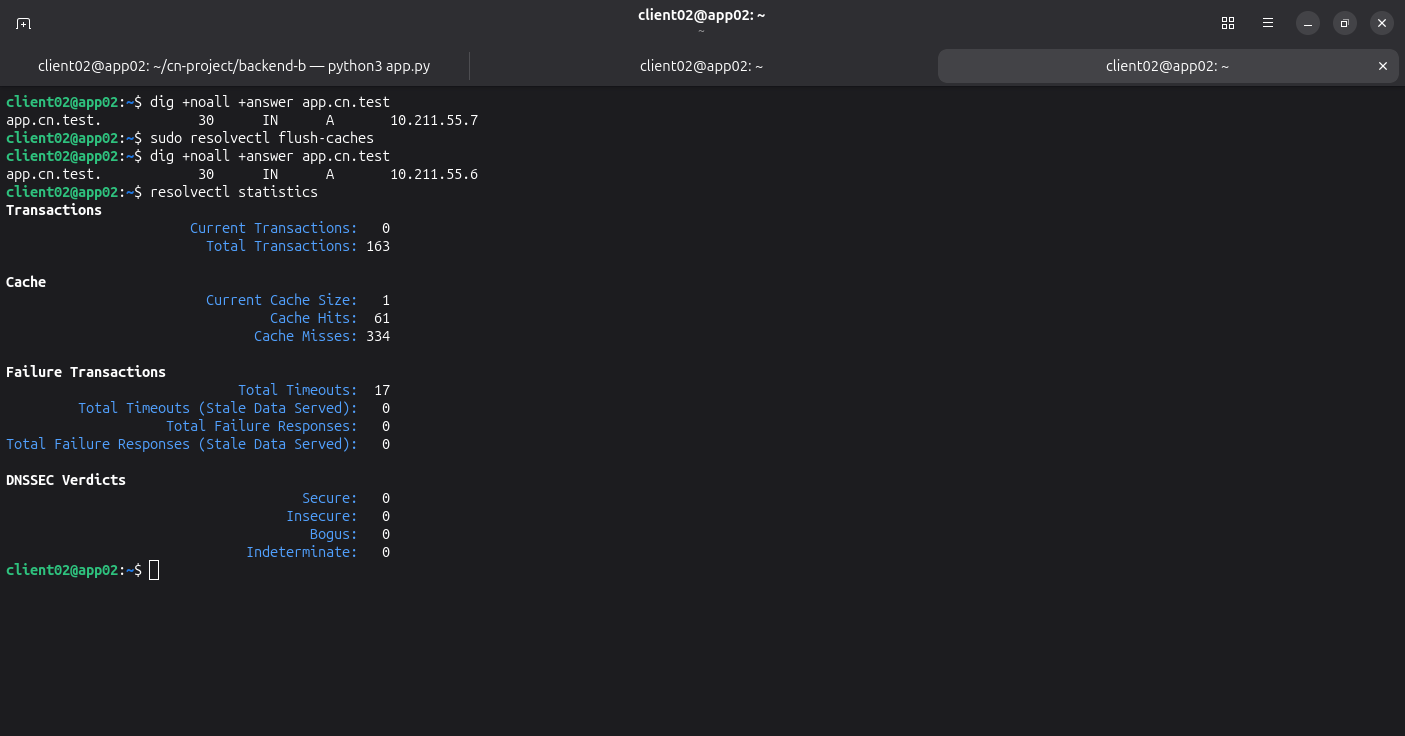 client02@app02: ~
~
client02@app02: ~/cn-project/backend-b — python3 app.py
client02@app02: ~
client02@app02: ~
client02@app02:~$ dig +noall +answer app.cn.test
app.cn.test. 30 IN A 10.211.55.7
client02@app02:~$ sudo resolvectl flush-caches
client02@app02:~$ dig +noall +answer app.cn.test
app.cn.test. 30 IN A 10.211.55.6
client02@app02:~$ resolvectl statistics
Transactions
Current Transactions: 0
Total Transactions: 163
Cache
Current Cache Size: 1
Cache Hits: 61
Cache Misses: 334
Failure Transactions
Total Timeouts: 17
Total Timeouts (Stale Data Served): 0
Total Failure Responses: 0
Total Failure Responses (Stale Data Served): 0
DNSSEC Verdicts
Secure: 0
Insecure: 0
Bogus: 0
Indeterminate: 0
client02@app02:~$